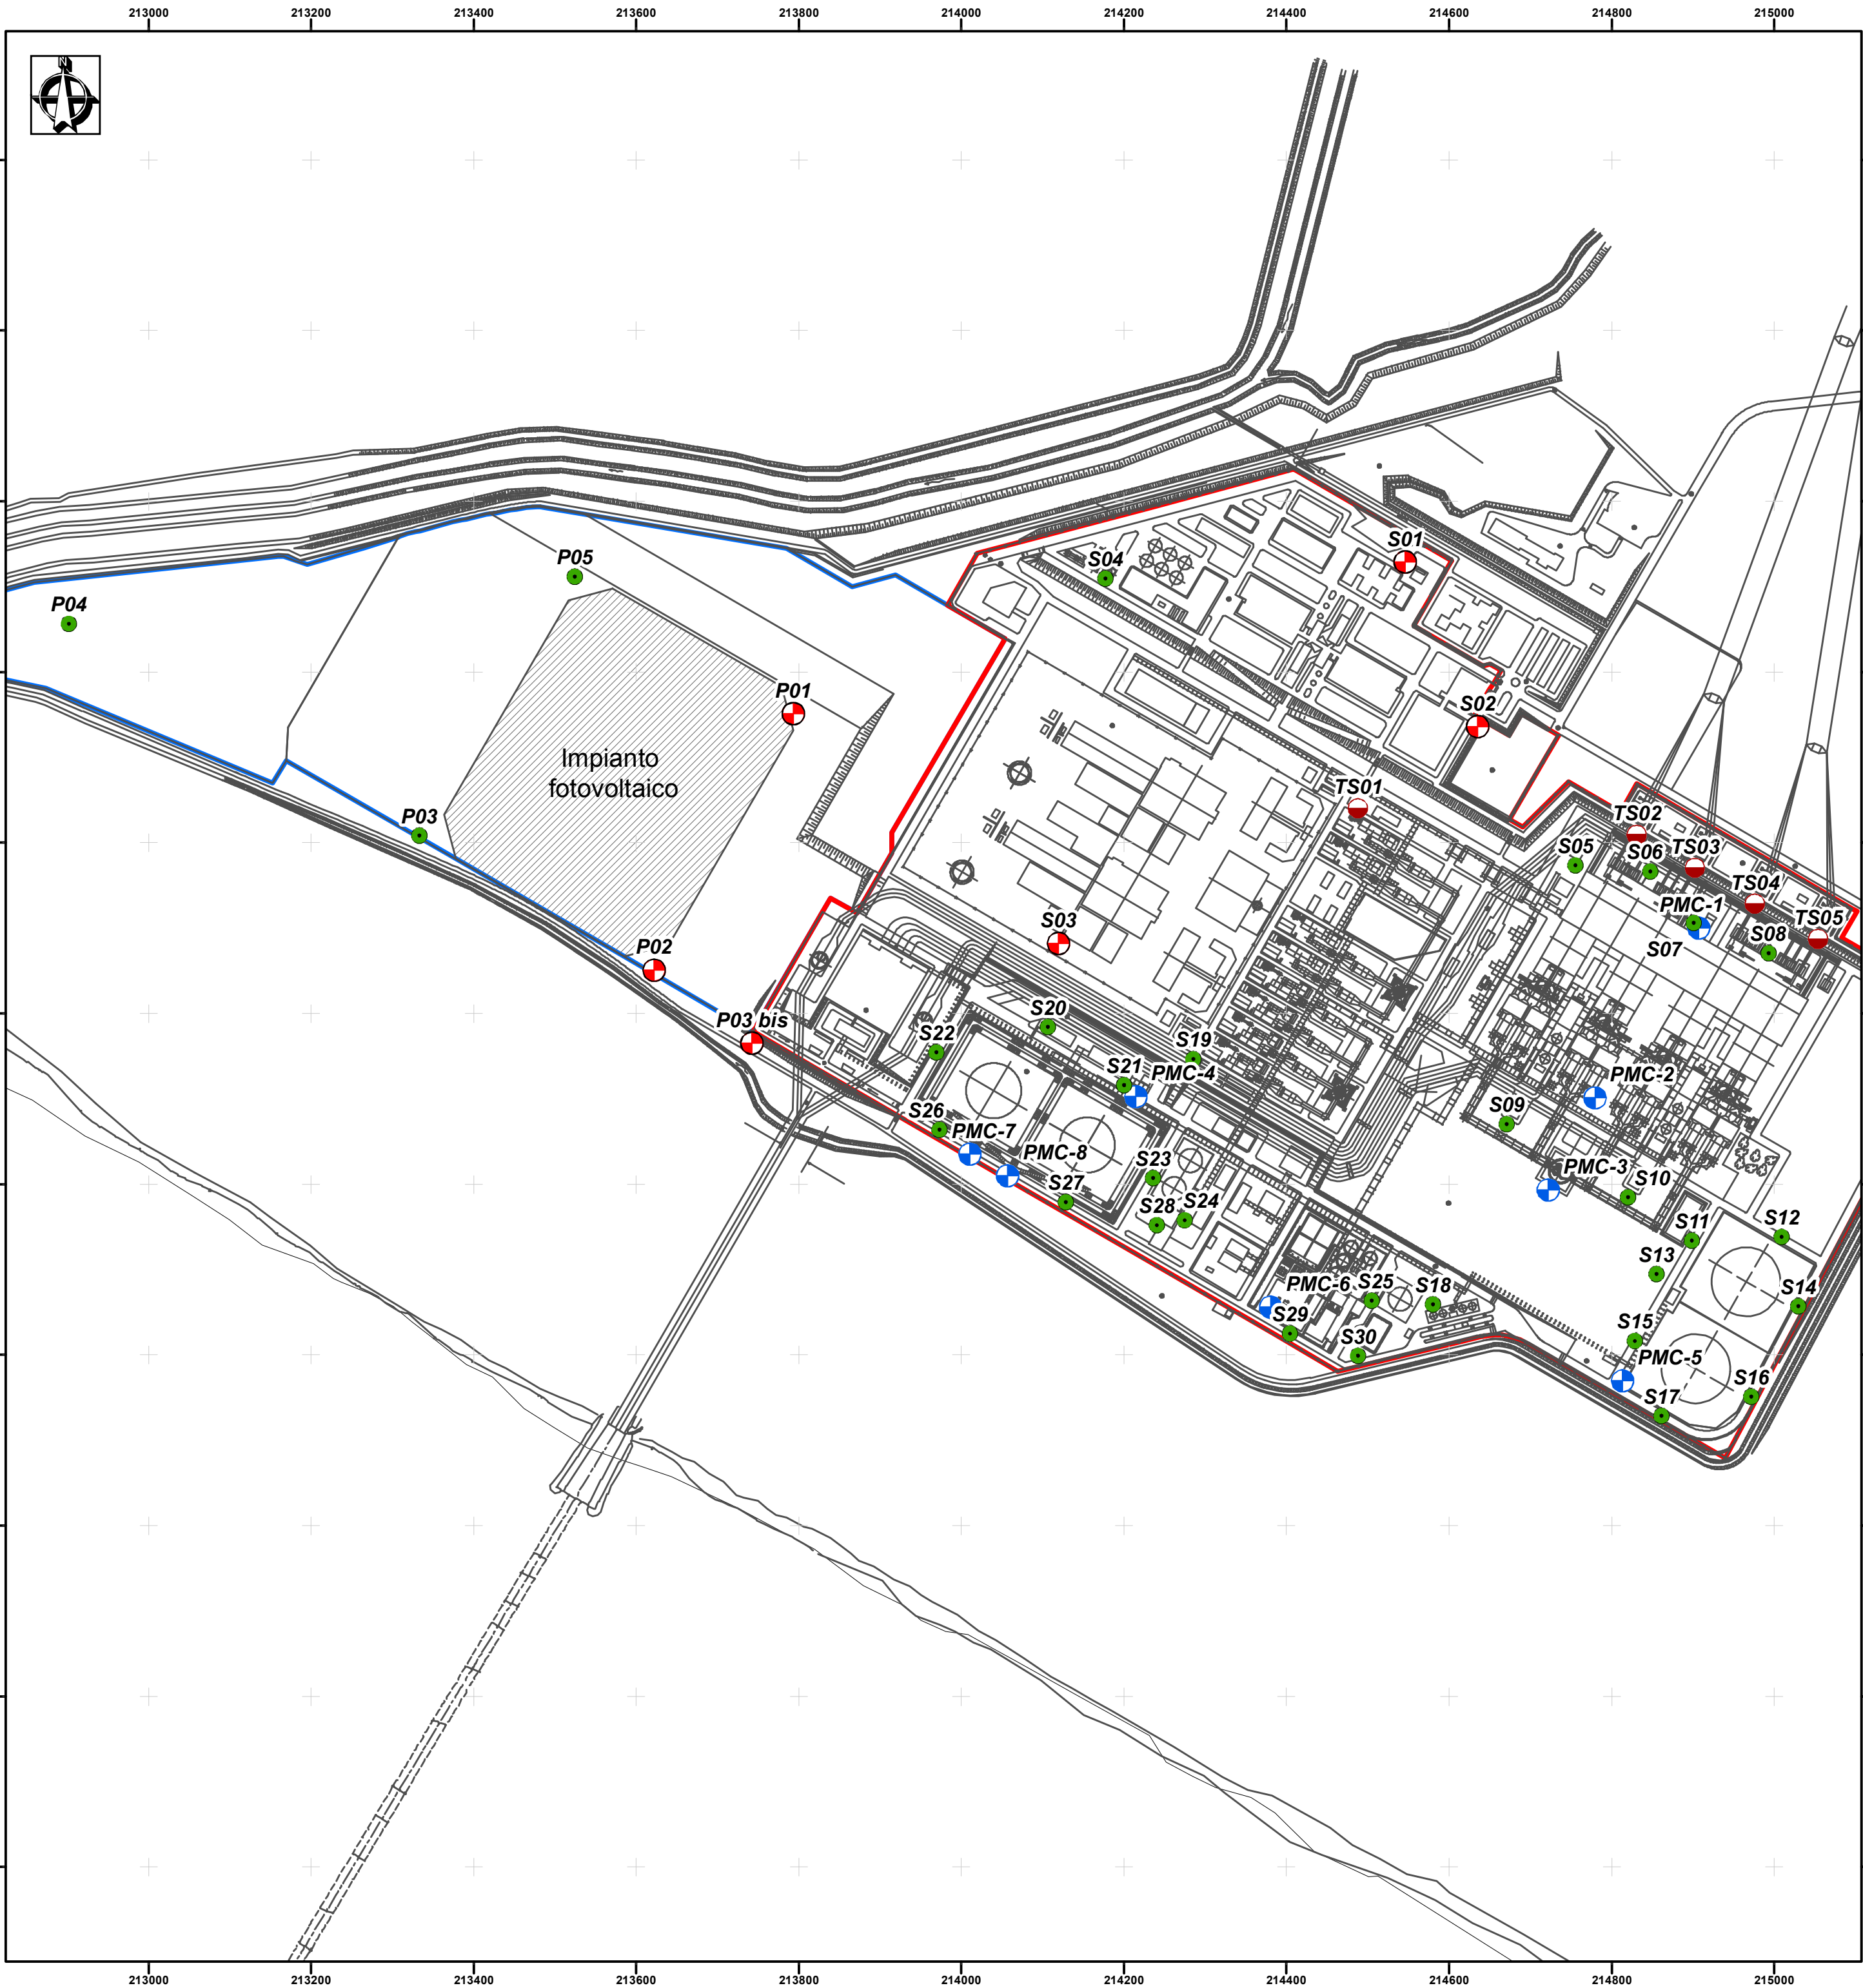 213000 213200 213400 213600 213800 214000 214200 214400 214600 214800 215000
N
S01
P05
S04
P04
P01
S02
Impianto
fotovoltaico
TS01
P03
TS02
S05
S06
TS03
TS04
PMC-1
S03
TS05
S08
P02
S07
P03 bis
S20
S22
S19
S21
PMC-4
PMC-2
S26
S09
PMC-7
PMC-8
S23
PMC-3
S27
S10
S28
S24
S12
S11
S13
PMC-6
S25
S18
S14
S29
S15
S30
PMC-5
S16
S17
213000 213200 213400 213600 213800 214000 214200 214400 214600 214800 215000